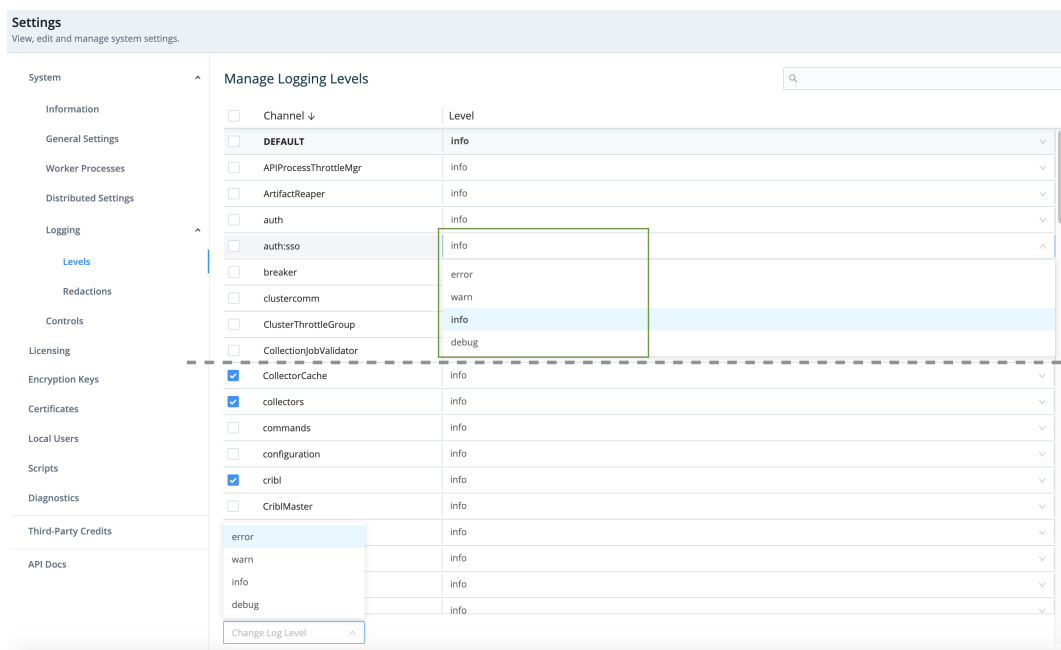 Settings
View, edit and manage system settings.
System
Information
General Settings
Worker Processes
Distributed Settings
Logging
Levels
Redactions
Controls
Licensing
Encryption Keys
Certificates
Local Users
Scripts
Diagnostics
Third-Party Credits
API Docs
Manage Logging Levels
Channel ↓ Level
DEFAULT info
APIProcessThrottleMgr info
ArtifactReaper info
auth info
auth:sso info
breaker
clustercomm
ClusterThrottleGroup
CollectionJobValidator
error
warn
info
debug
CollectorCache info
collectors info
commands info
configuration info
cribl info
CriblMaster info
info
info
info
info
error
warn
info
debug
Change Log Level